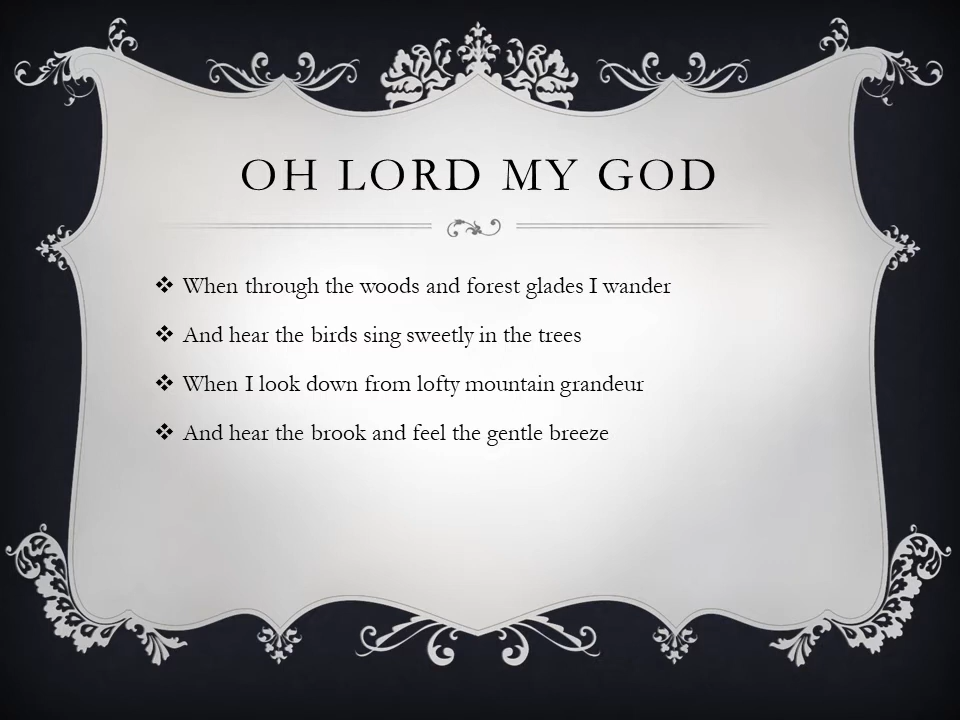 OH LORD MY GOD
❖ When through the woods and forest glades I wander
❖ And hear the birds sing sweetly in the trees
❖ When I look down from lofty mountain grandeur
❖ And hear the brook and feel the gentle breeze